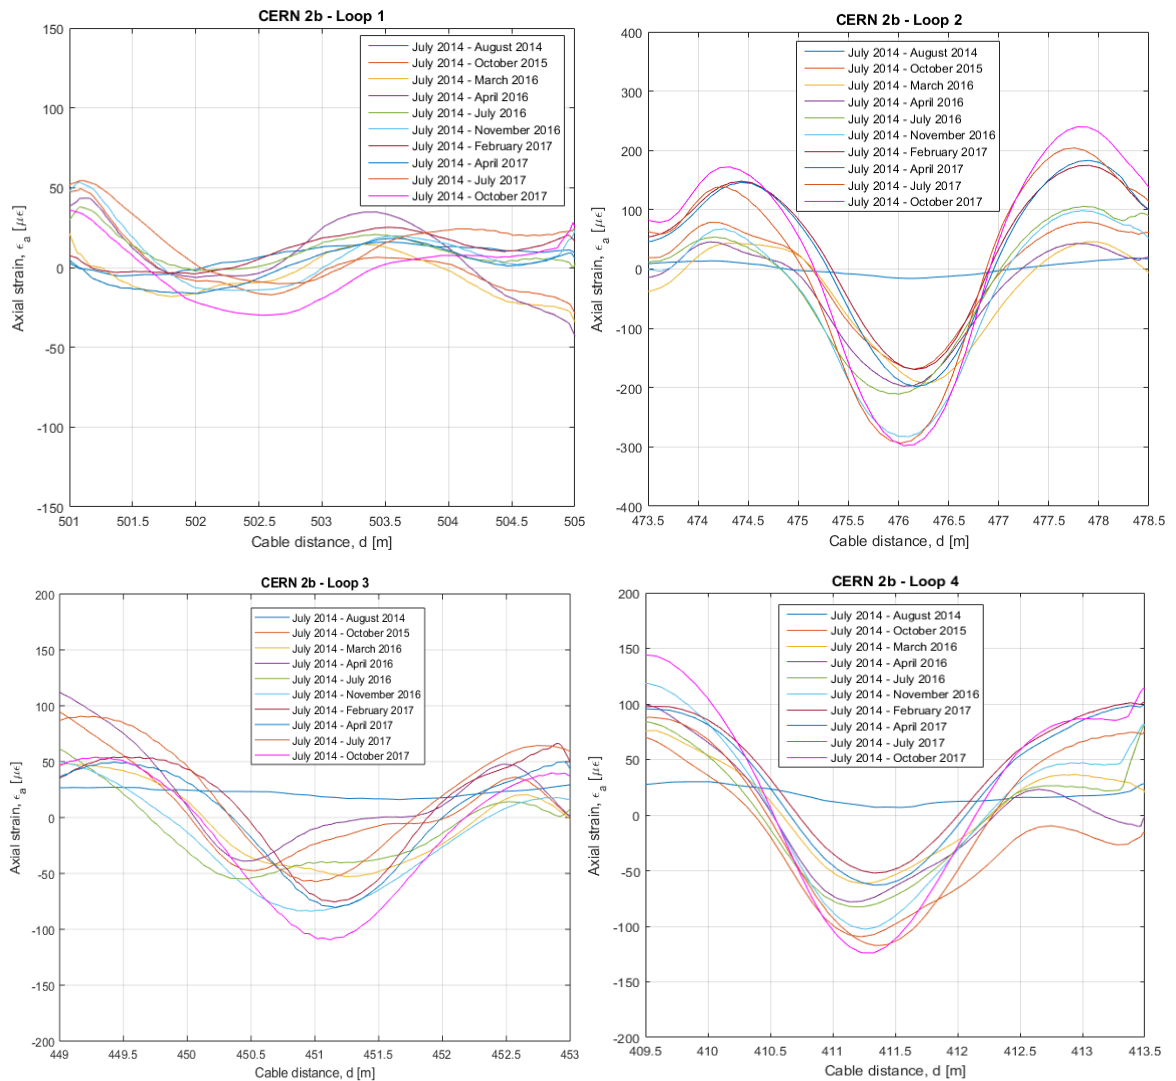 CERN 2b - Loop 1
150
100
50
0
-50
-100
-150
Axial strain, ϵa [µϵ]
July 2014 - August 2014
July 2014 - October 2015
July 2014 - March 2016
July 2014 - April 2016
July 2014 - July 2016
July 2014 - November 2016
July 2014 - February 2017
July 2014 - April 2017
July 2014 - July 2017
July 2014 - October 2017
501 501.5 502 502.5 503 503.5 504 504.5 505
Cable distance, d [m]
CERN 2b - Loop 2
400
300
200
100
0
-100
-200
-300
-400
Axial strain, ϵa [µϵ]
July 2014 - August 2014
July 2014 - October 2015
July 2014 - March 2016
July 2014 - April 2016
July 2014 - July 2016
July 2014 - November 2016
July 2014 - February 2017
July 2014 - April 2017
July 2014 - July 2017
July 2014 - October 2017
473.5 474 474.5 475 475.5 476 476.5 477 477.5 478 478.5
Cable distance, d [m]
CERN 2b - Loop 3
200
150
100
50
0
-50
-100
-150
-200
Axial strain, ϵa [µϵ]
July 2014 - August 2014
July 2014 - October 2015
July 2014 - March 2016
July 2014 - April 2016
July 2014 - July 2016
July 2014 - November 2016
July 2014 - February 2017
July 2014 - April 2017
July 2014 - July 2017
July 2014 - October 2017
449 449.5 450 450.5 451 451.5 452 452.5 453
Cable distance, d [m]
CERN 2b - Loop 4
200
150
100
50
0
-50
-100
-150
-200
Axial strain, ϵa [µϵ]
July 2014 - August 2014
July 2014 - October 2015
July 2014 - March 2016
July 2014 - April 2016
July 2014 - July 2016
July 2014 - November 2016
July 2014 - February 2017
July 2014 - April 2017
July 2014 - July 2017
July 2014 - October 2017
409.5 410 410.5 411 411.5 412 412.5 413 413.5
Cable distance, d [m]